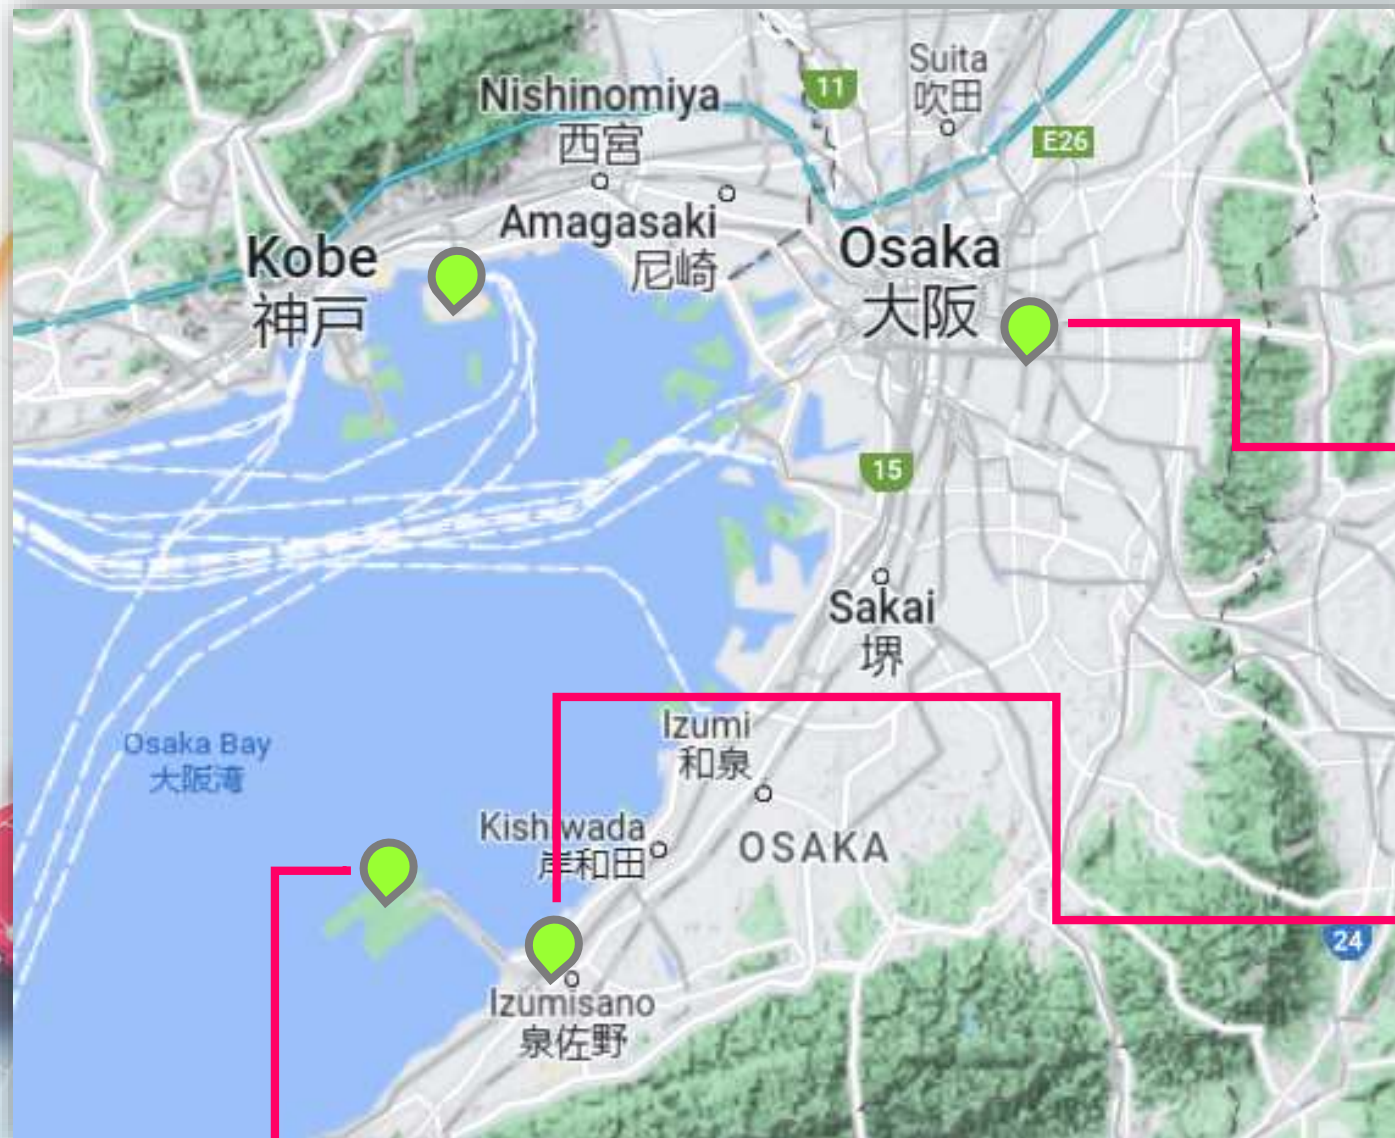 Suita
吹田
11
Nishinomiya
西宮
E26
Amagasaki
尼崎
Kobe
神戸
Osaka
大阪
15
Sakai
堺
Izumi
和泉
Osaka Bay
大阪湾
Kishiwada
岸和田
OSAKA
24
Izumisano
泉佐野